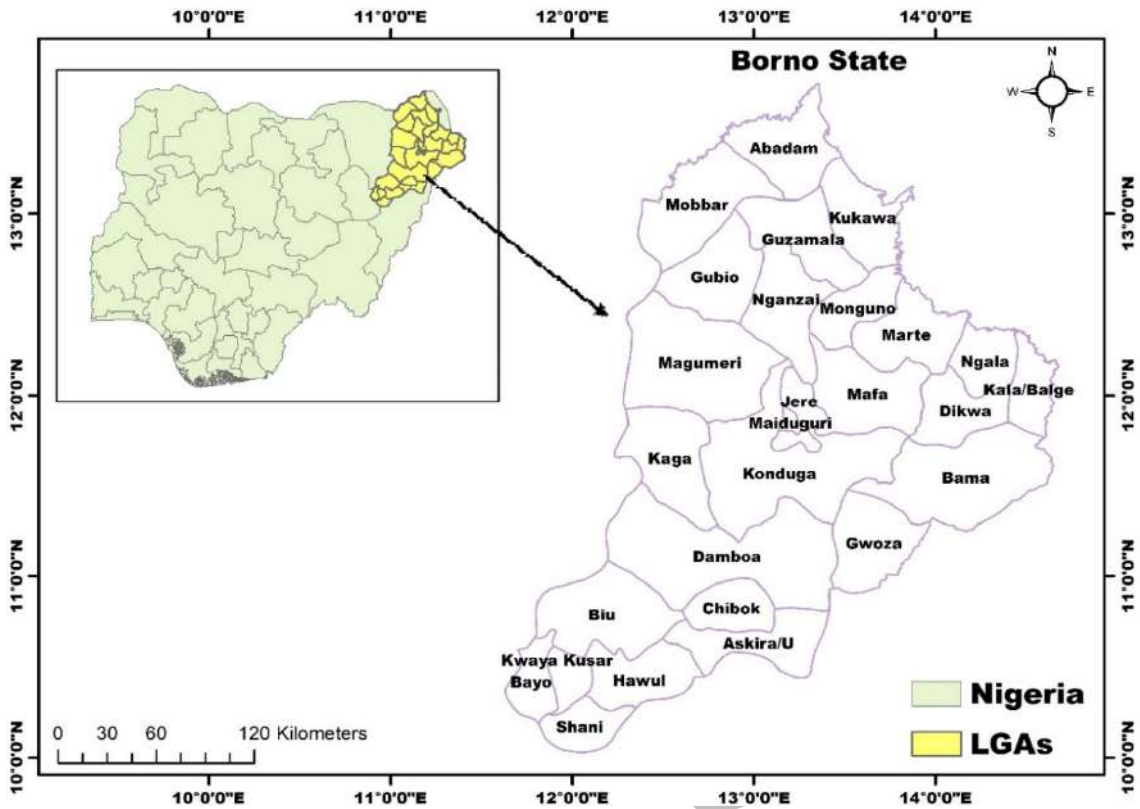 10°0'0"N 11°0'0"E 12°0'0"E 13°0'0"E 14°0'0"E
Borno State
N
W E
S
13°0'0"N
12°0'0"N
11°0'0"N
10°0'0"N
Abadam
Mobbar
Kukawa
Guzamala
Gubio
Nganzai
Monguno
Marte
Magumeri
Ngala
Jere
Mafa
Kala/Balge
Dikwa
Maiduguri
Kaga
Konduga
Bama
Gwoza
Damboa
Biu
Chibok
Askira/U
Kwaya Kusar
Bayo
Hawul
Shani
Nigeria
LGAs
0 30 60 120 Kilometers
13°0'0"N
12°0'0"N
11°0'0"N
10°0'0"N
10°0'0"E 11°0'0"E 12°0'0"E 13°0'0"E 14°0'0"E